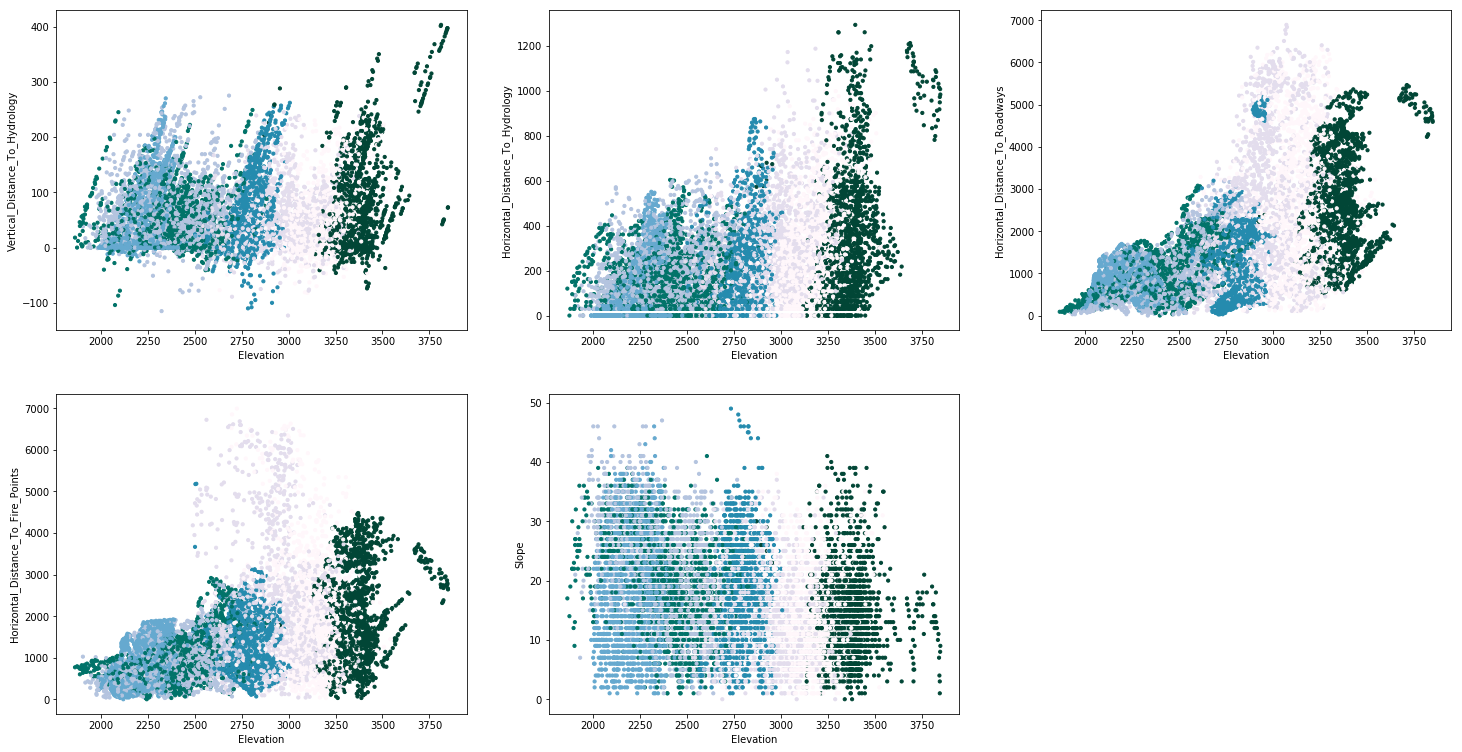 400
300
200
100
0
−100
Vertical_Distance_To_Hydrology
2000 2250 2500 2750 3000 3250 3500 3750
Elevation
1200
1000
800
600
400
200
0
Horizontal_Distance_To_Hydrology
2000 2250 2500 2750 3000 3250 3500 3750
Elevation
7000
6000
5000
4000
3000
2000
1000
0
Horizontal_Distance_To_Roadways
2000 2250 2500 2750 3000 3250 3500 3750
Elevation
7000
6000
5000
4000
3000
2000
1000
0
Horizontal_Distance_To_Fire_Points
2000 2250 2500 2750 3000 3250 3500 3750
Elevation
50
40
30
20
10
0
Slope
2000 2250 2500 2750 3000 3250 3500 3750
Elevation